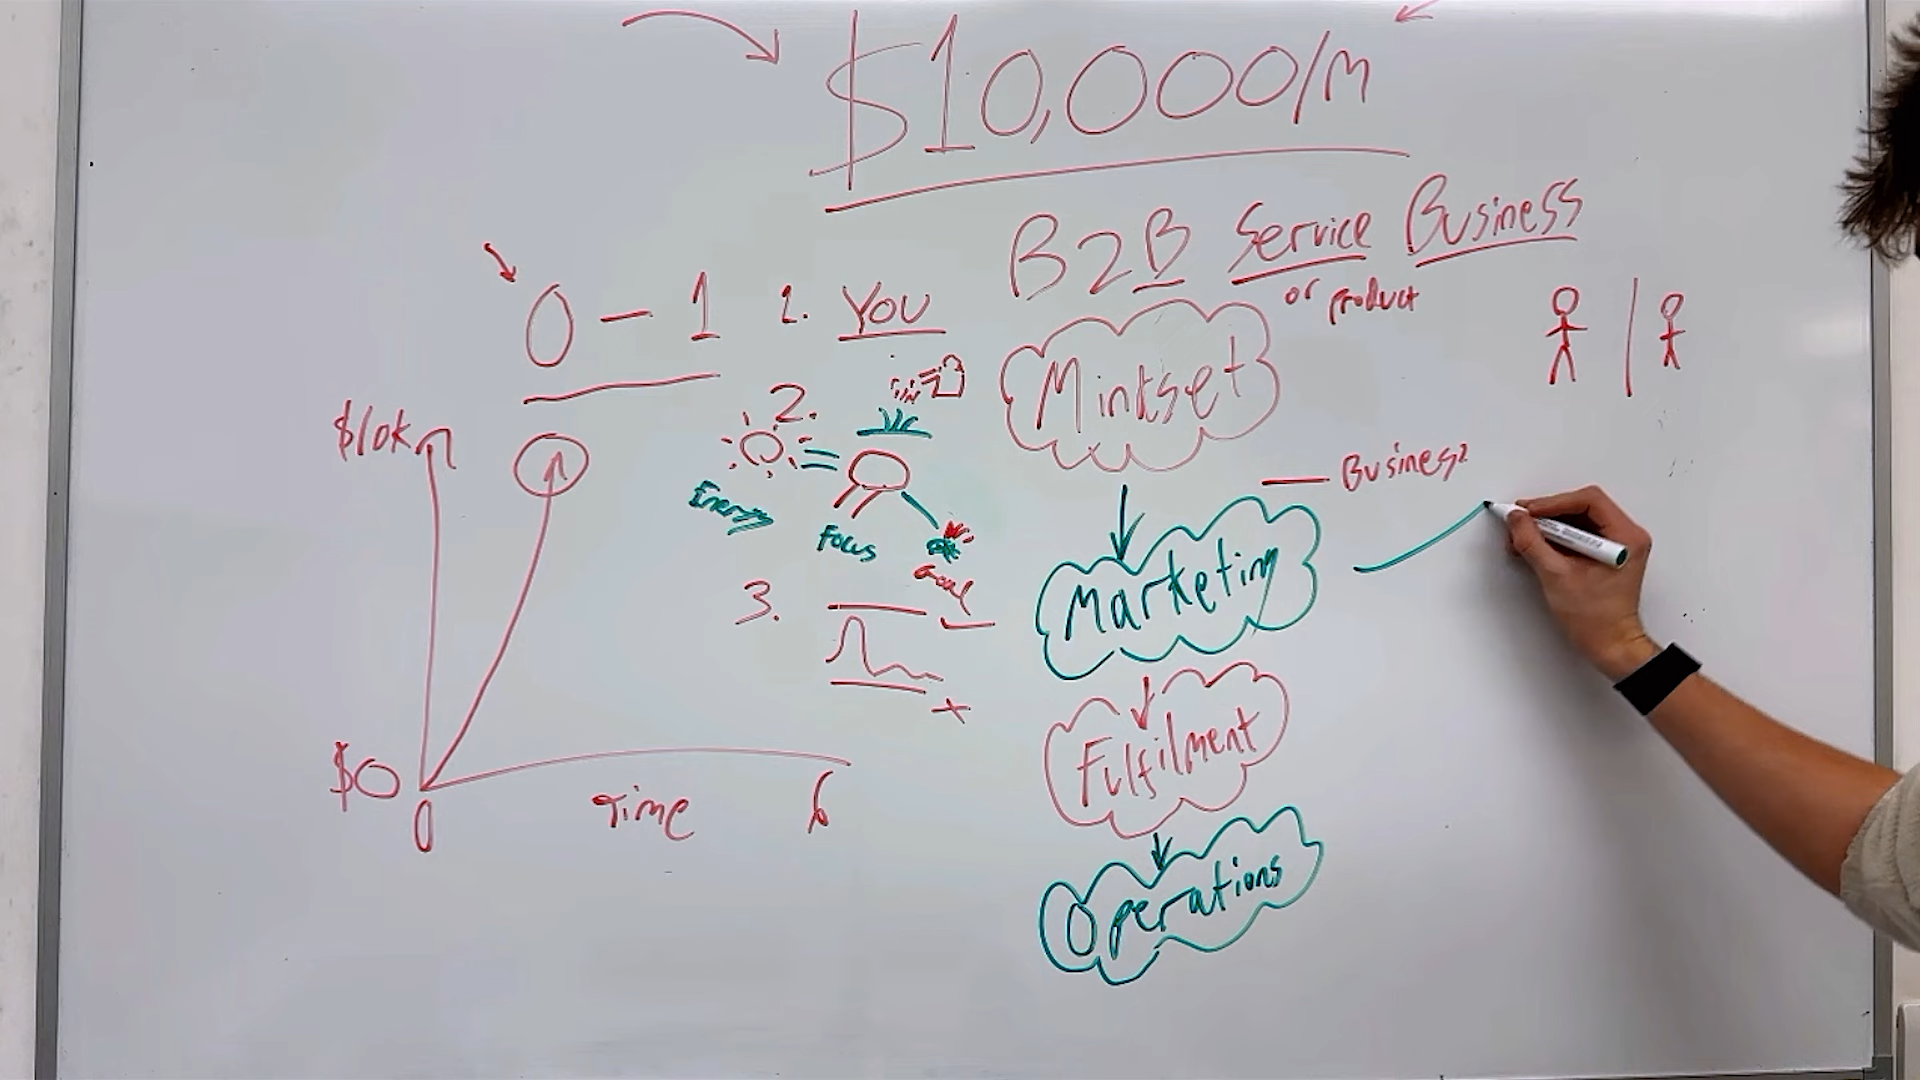 $10,000/m
B2B Service Business
or product
0 - 1
1. YOU
2.
Energy
Focus
Goal
3.
$10k
$0
0
Time
6
Mindset
Business?
Marketing
Fulfilment
Operations